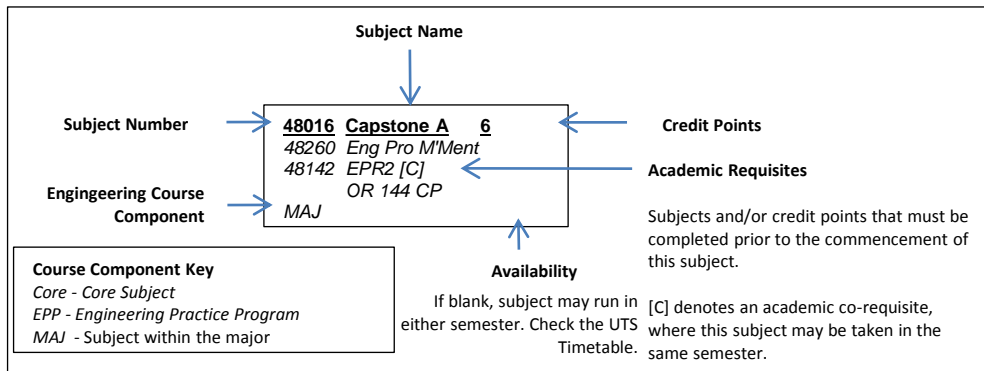 Subject Name
Subject Number
48016 Capstone A 6
48260 Eng Pro M'Ment
48142 EPR2 [C]
OR 144 CP
MAJ
Credit Points
Academic Requisites
Engingeering Course
Component
Subjects and/or credit points that must be
completed prior to the commencement of
this subject.
[C] denotes an academic co-requisite,
where this subject may be taken in the
same semester.
Availability
If blank, subject may run in
either semester. Check the UTS
Timetable.
Course Component Key
Core - Core Subject
EPP - Engineering Practice Program
MAJ - Subject within the major